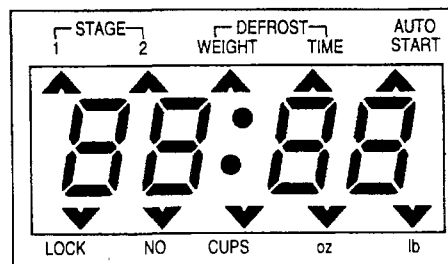 STAGE DEFROST AUTO
1 2 WEIGHT TIME START
88:88
LOCK NO CUPS oz lb